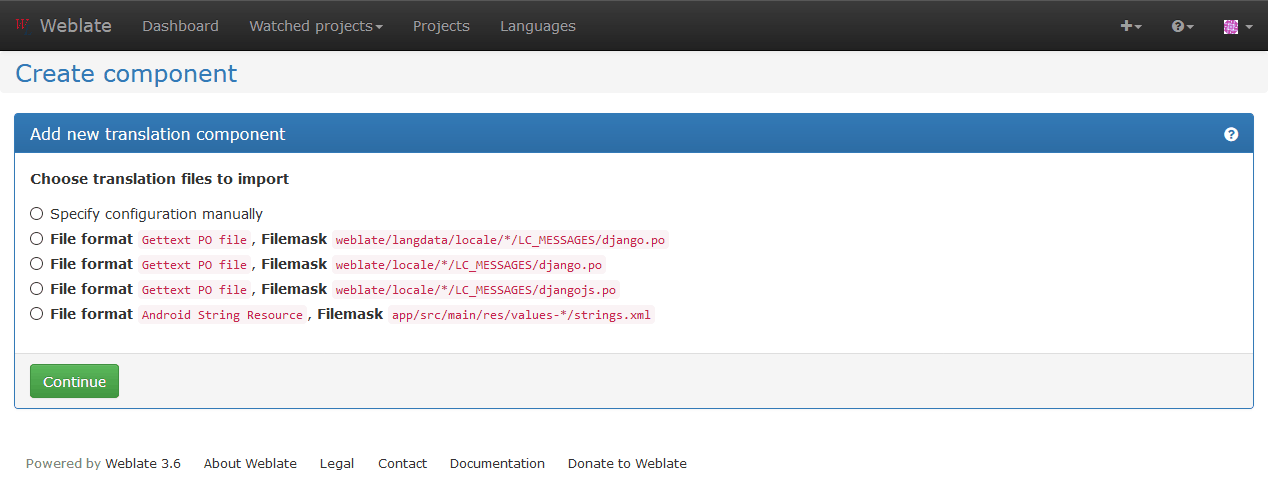 W Weblate Dashboard Watched projects Projects Languages
Create component
Add new translation component
Choose translation files to import
Specify configuration manually
File format Gettext PO file, Filemask weblate/langdata/locale/*/LC_MESSAGES/django.po
File format Gettext PO file, Filemask weblate/locale/*/LC_MESSAGES/django.po
File format Gettext PO file, Filemask weblate/locale/*/LC_MESSAGES/djangojs.po
File format Android String Resource, Filemask app/src/main/res/values-*/strings.xml
Continue
Powered by Weblate 3.6 About Weblate Legal Contact Documentation Donate to Weblate